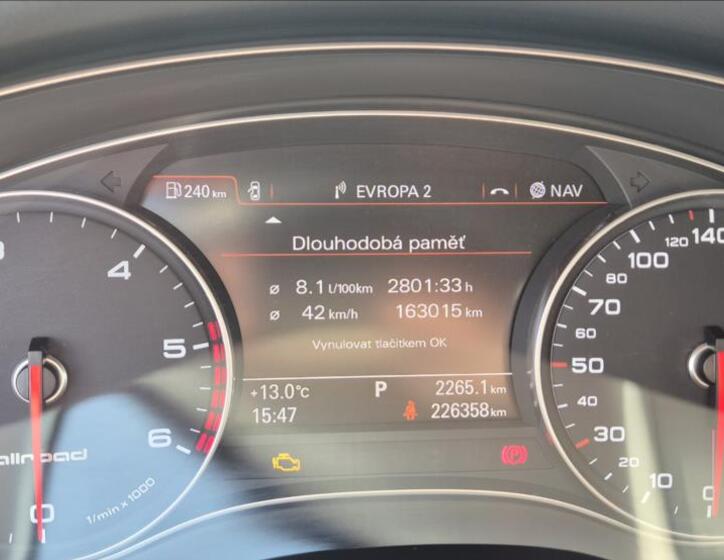 240 km
EVROPA 2
NAV
Dlouhodobá paměť
⌀ 8.1 l/100km 2801:33 h
⌀ 42 km/h 163015 km
Vynulovat tlačítkem OK
+13.0°C P 2265.1 km
15:47 226358 km
4
5
6
allroad
0
1/min x 1000
140
120
100
80
70
60
50
40
30
20
10
(P)